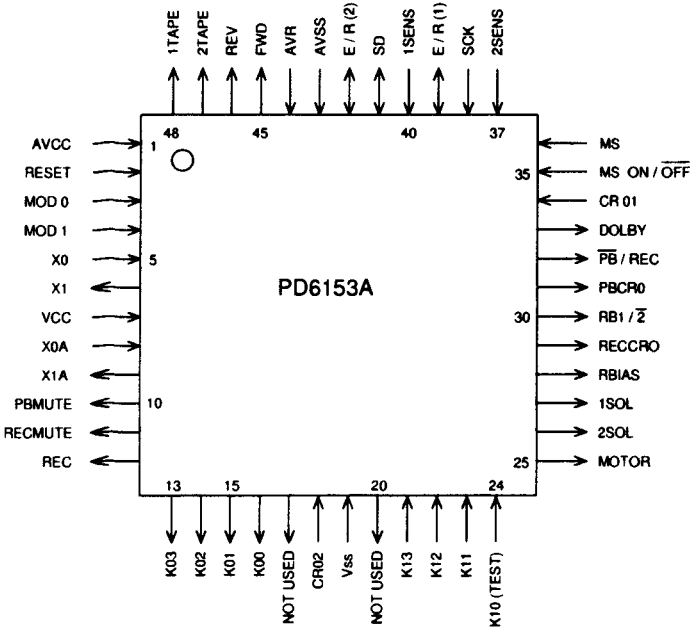 1TAPE
2TAPE
REV
FWD
AVR
AVSS
E / R (2)
SD
1SENS
E / R (1)
SCK
2SENS
48 45 40 37
AVCC 1 MS
RESET 35 MS ON / OFF
MOD 0 CR 01
MOD 1 DOLBY
X0 5 PB / REC
X1 PBCR0
PD6153A
VCC 30 RB1 / 2
X0A RECCRO
X1A RBIAS
PBMUTE 10 1SOL
RECMUTE 2SOL
REC 25 MOTOR
13 15 20 24
K03
K02
K01
K00
NOT USED
CR02
Vss
NOT USED
K13
K12
K11
K10 (TEST)